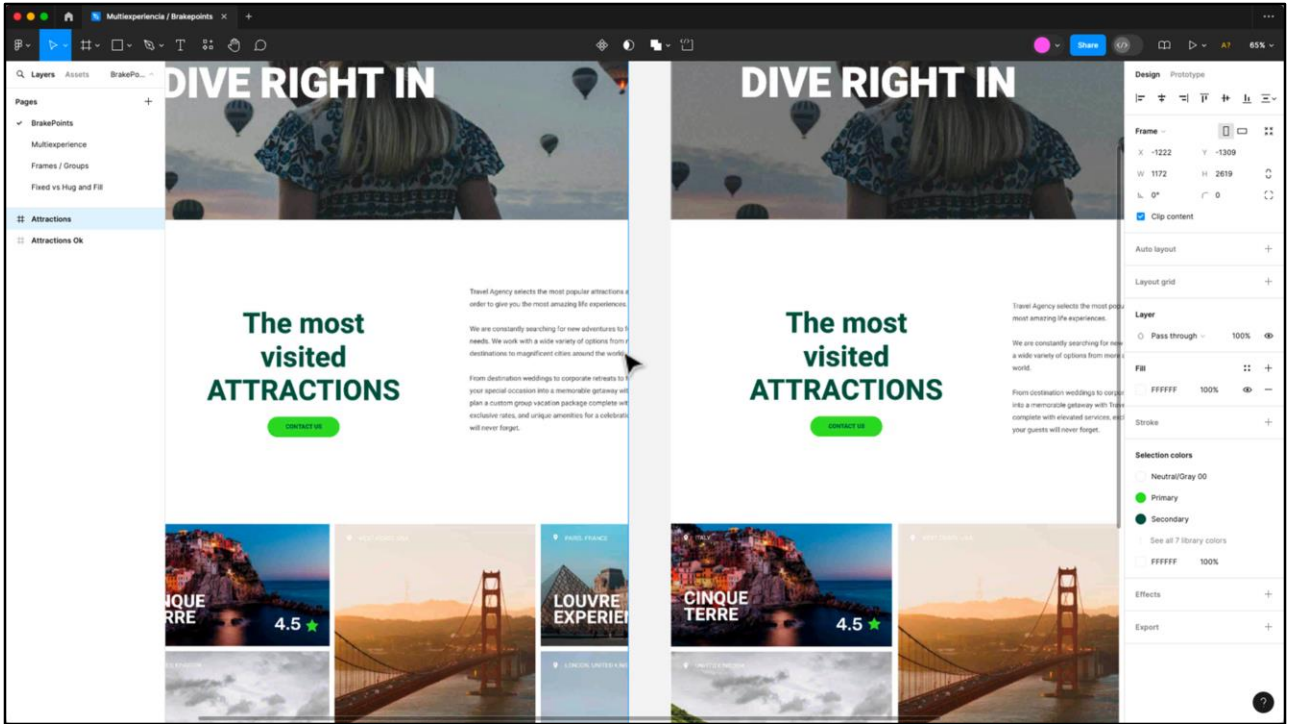 Multiexperiencia / Brakepoints
Share
A?
65%
Layers Assets BrakePo...
Pages
BrakePoints
Multiexperience
Frames / Groups
Fixed vs Hug and Fill
Attractions
Attractions Ok
DIVE RIGHT IN
The most
visited
ATTRACTIONS
CONTACT US
Travel Agency selects the most popular attractions
order to give you the most amazing life experiences.
We are constantly searching for new adventures to
needs. We work with a wide variety of options from
destinations to magnificent cities around the world.
From destination weddings to corporate retreats to
your special occasion into a memorable getaway
plan a custom group vacation package complete
exclusive rates, and unique amenities for a
will never forget.
NQUE
RRE
4.5
WEST COAST, USA
PARIS, FRANCE
LOUVRE
EXPERIEN
LONDON, UNITED
DIVE RIGHT IN
The most
visited
ATTRACTIONS
CONTACT US
Travel Agency selects the most
most amazing life experiences.
We are constantly searching for new
a wide variety of options from more
world.
From destination weddings to
into a memorable getaway with
complete with elevated services,
your guests will never forget.
ITALY
CINQUE
TERRE
4.5
UNITED KINGDOM
Design Prototype
Frame
X -1222 Y -1309
W 1172 H 2619
0° 0
Clip content
Auto layout
Layout grid
Layer
Pass through 100%
Fill
FFFFFF 100%
Stroke
Selection colors
Neutral/Gray 00
Primary
Secondary
See all 7 library colors
FFFFFF 100%
Effects
Export
?